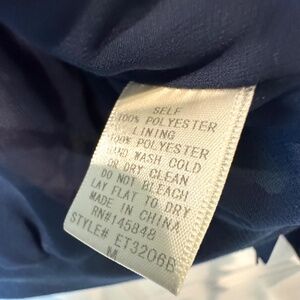 SELF
100% POLYESTER
LINING
100% POLYESTER
HAND WASH COLD
OR DRY CLEAN
DO NOT BLEACH
LAY FLAT TO DRY
MADE IN CHINA
RN#145848
STYLE# ET3206B
M